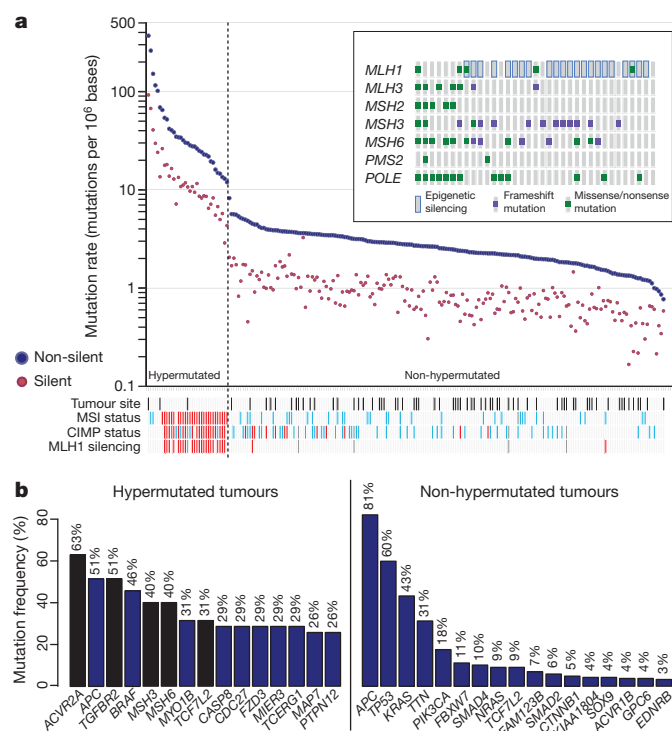 a
500
100
10
1
0.1
Mutation rate (mutations per 10⁶ bases)
Non-silent
Silent
Hypermutated
Non-hypermutated
MLH1
MLH3
MSH2
MSH3
MSH6
PMS2
POLE
Epigenetic silencing
Frameshift mutation
Missense/nonsense mutation
Tumour site
MSI status
CIMP status
MLH1 silencing
b
Hypermutated tumours
Non-hypermutated tumours
Mutation frequency (%)
80
60
40
20
0
63%
51%
51%
46%
40%
40%
31%
31%
29%
29%
29%
29%
29%
26%
26%
ACVR2A
APC
TGFBR2
BRAF
MSH3
MSH6
MYO1B
TCF7L2
CASP8
CDC27
FZD3
MIER3
TCERG1
MAP7
PTPN12
81%
60%
43%
31%
18%
11%
10%
9%
9%
7%
6%
5%
4%
4%
4%
4%
3%
APC
TP53
KRAS
TTN
PIK3CA
FBXW7
SMAD4
NRAS
TCF7L2
FAM123B
SMAD2
CTNNB1
KIAA1804
SOX9
ACVR1B
GPC6
EDNRB